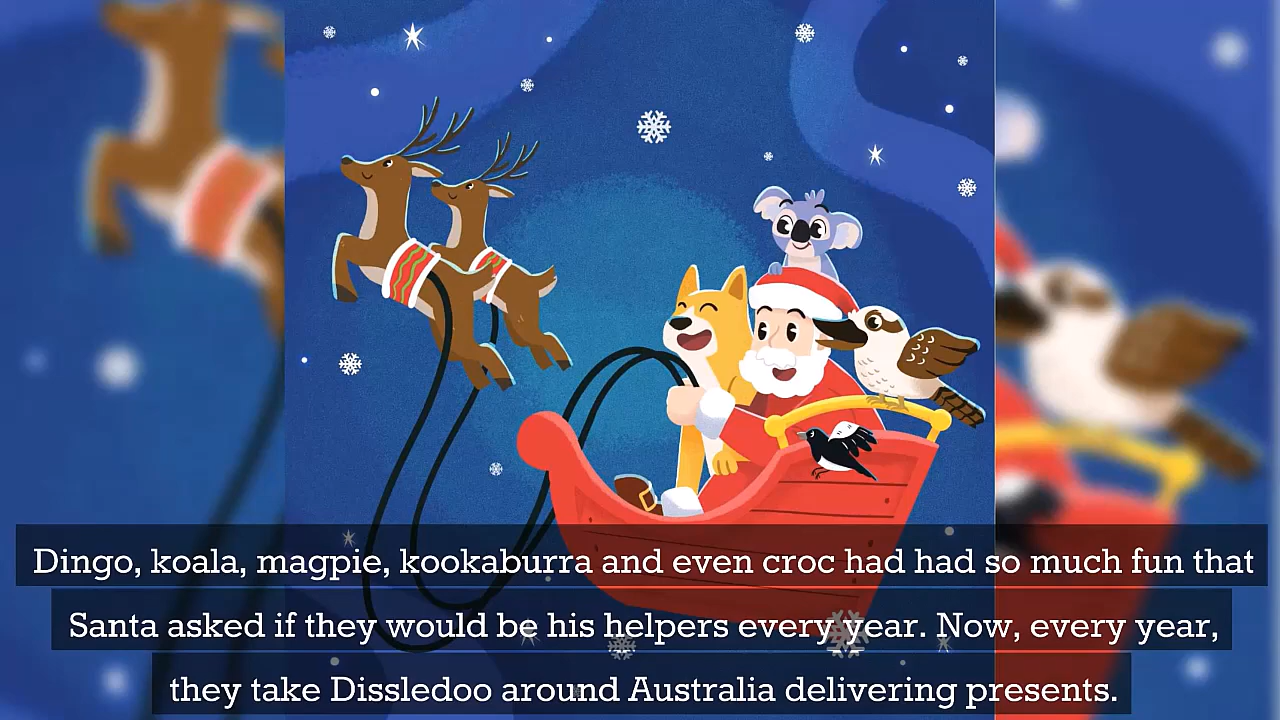 Dingo, koala, magpie, kookaburra and even croc had had so much fun that
Santa asked if they would be his helpers every year. Now, every year,
they take Dissledoo around Australia delivering presents.